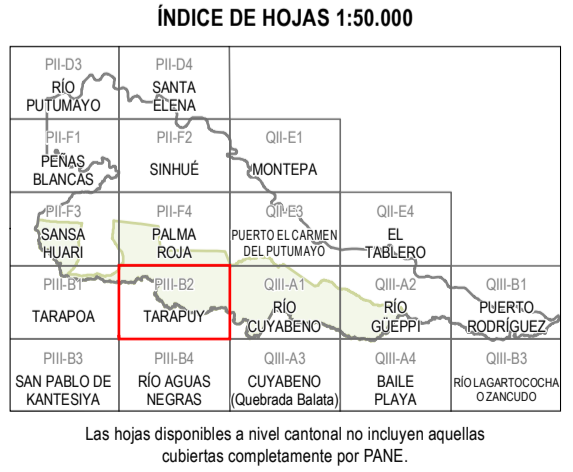 ÍNDICE DE HOJAS 1:50.000
PII-D3
RÍO
PUTUMAYO
PII-D4
SANTA
ELENA
PII-F1
PEÑAS
BLANCAS
PII-F2
SINHUÉ
QII-E1
MONTEPA
PII-F3
SANSA
HUARI
PII-F4
PALMA
ROJA
QII-E3
PUERTO EL CARMEN
DEL PUTUMAYO
QII-E4
EL
TABLERO
PIII-B1
TARAPOA
PIII-B2
TARAPUY
QIII-A1
RÍO
CUYABENO
QIII-A2
RÍO
GÜEPPI
QIII-B1
PUERTO
RODRÍGUEZ
PIII-B3
SAN PABLO DE
KANTESIYA
PIII-B4
RÍO AGUAS
NEGRAS
QIII-A3
CUYABENO
(Quebrada Balata)
QIII-A4
BAILE
PLAYA
QIII-B3
RÍO LAGARTOCOCHA
O ZANCUDO
Las hojas disponibles a nivel cantonal no incluyen aquellas
cubiertas completamente por PANE.